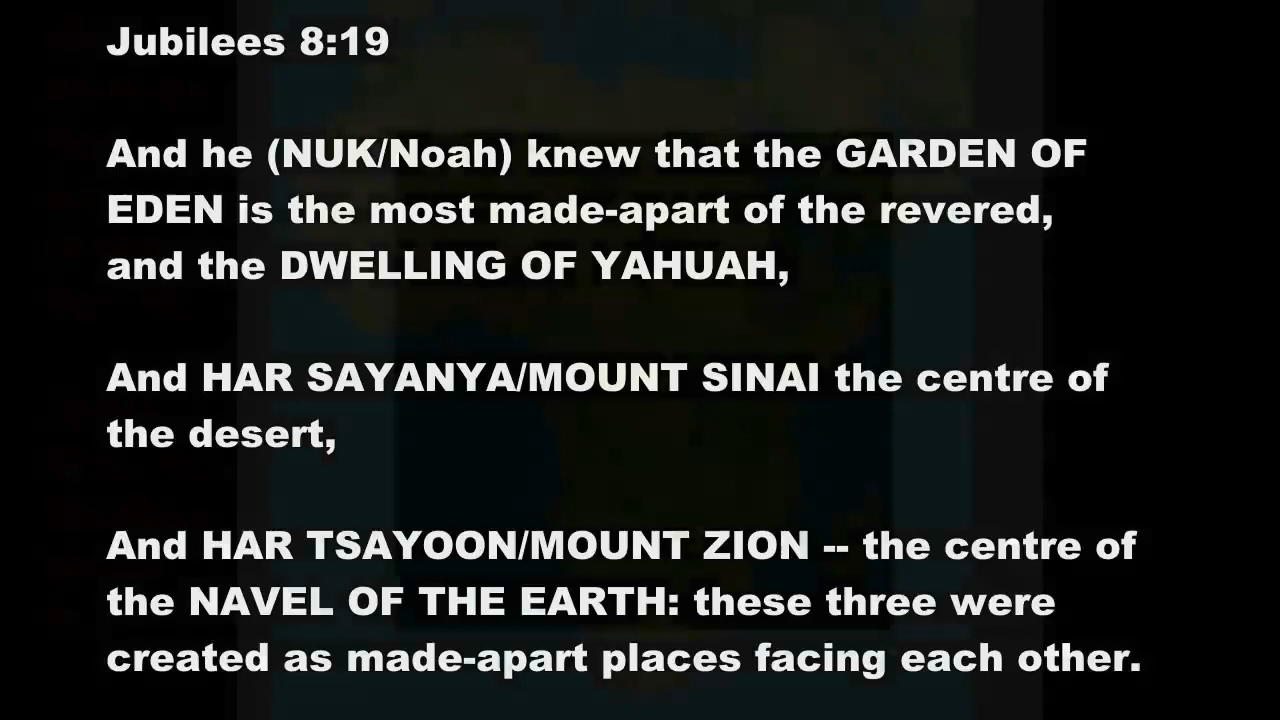 Jubilees 8:19
And he (NUK/Noah) knew that the GARDEN OF
EDEN is the most made-apart of the revered,
and the DWELLING OF YAHUAH,
And HAR SAYANYA/MOUNT SINAI the centre of
the desert,
And HAR TSAYOON/MOUNT ZION -- the centre of
the NAVEL OF THE EARTH: these three were
created as made-apart places facing each other.